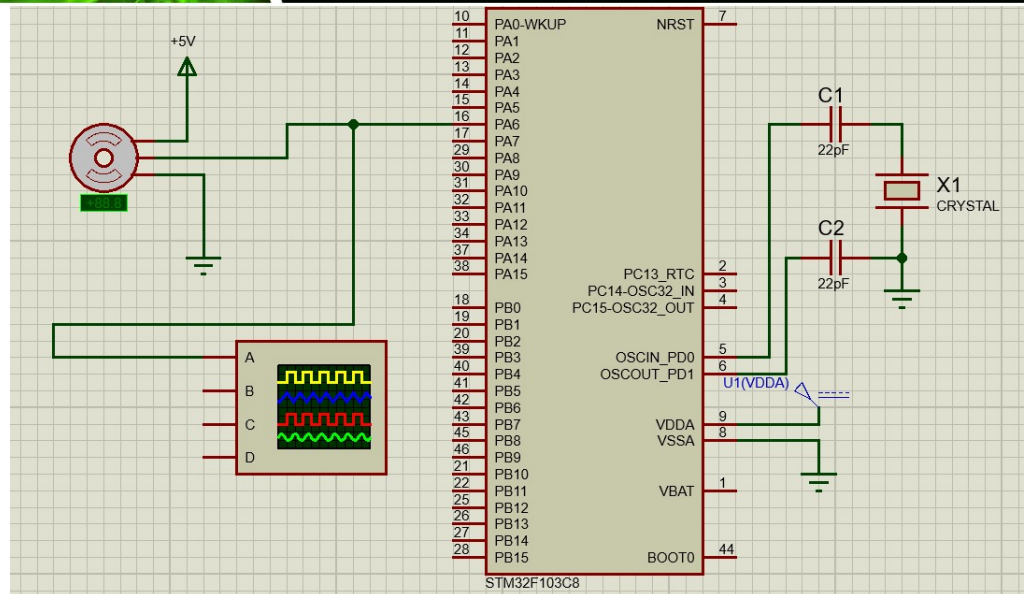 +5V
+88.8
10 PA0-WKUP
11 PA1
12 PA2
13 PA3
14 PA4
15 PA5
16 PA6
17 PA7
29 PA8
30 PA9
31 PA10
32 PA11
33 PA12
34 PA13
37 PA14
38 PA15
18 PB0
19 PB1
20 PB2
39 PB3
40 PB4
41 PB5
42 PB6
43 PB7
45 PB8
46 PB9
21 PB10
22 PB11
25 PB12
26 PB13
27 PB14
28 PB15
NRST 7
PC13_RTC 2
PC14-OSC32_IN 3
PC15-OSC32_OUT 4
OSCIN_PD0 5
OSCOUT_PD1 6
VDDA 9
VSSA 8
VBAT 1
BOOT0 44
STM32F103C8
A
B
C
D
C1
22pF
X1
CRYSTAL
C2
22pF
U1(VDDA)